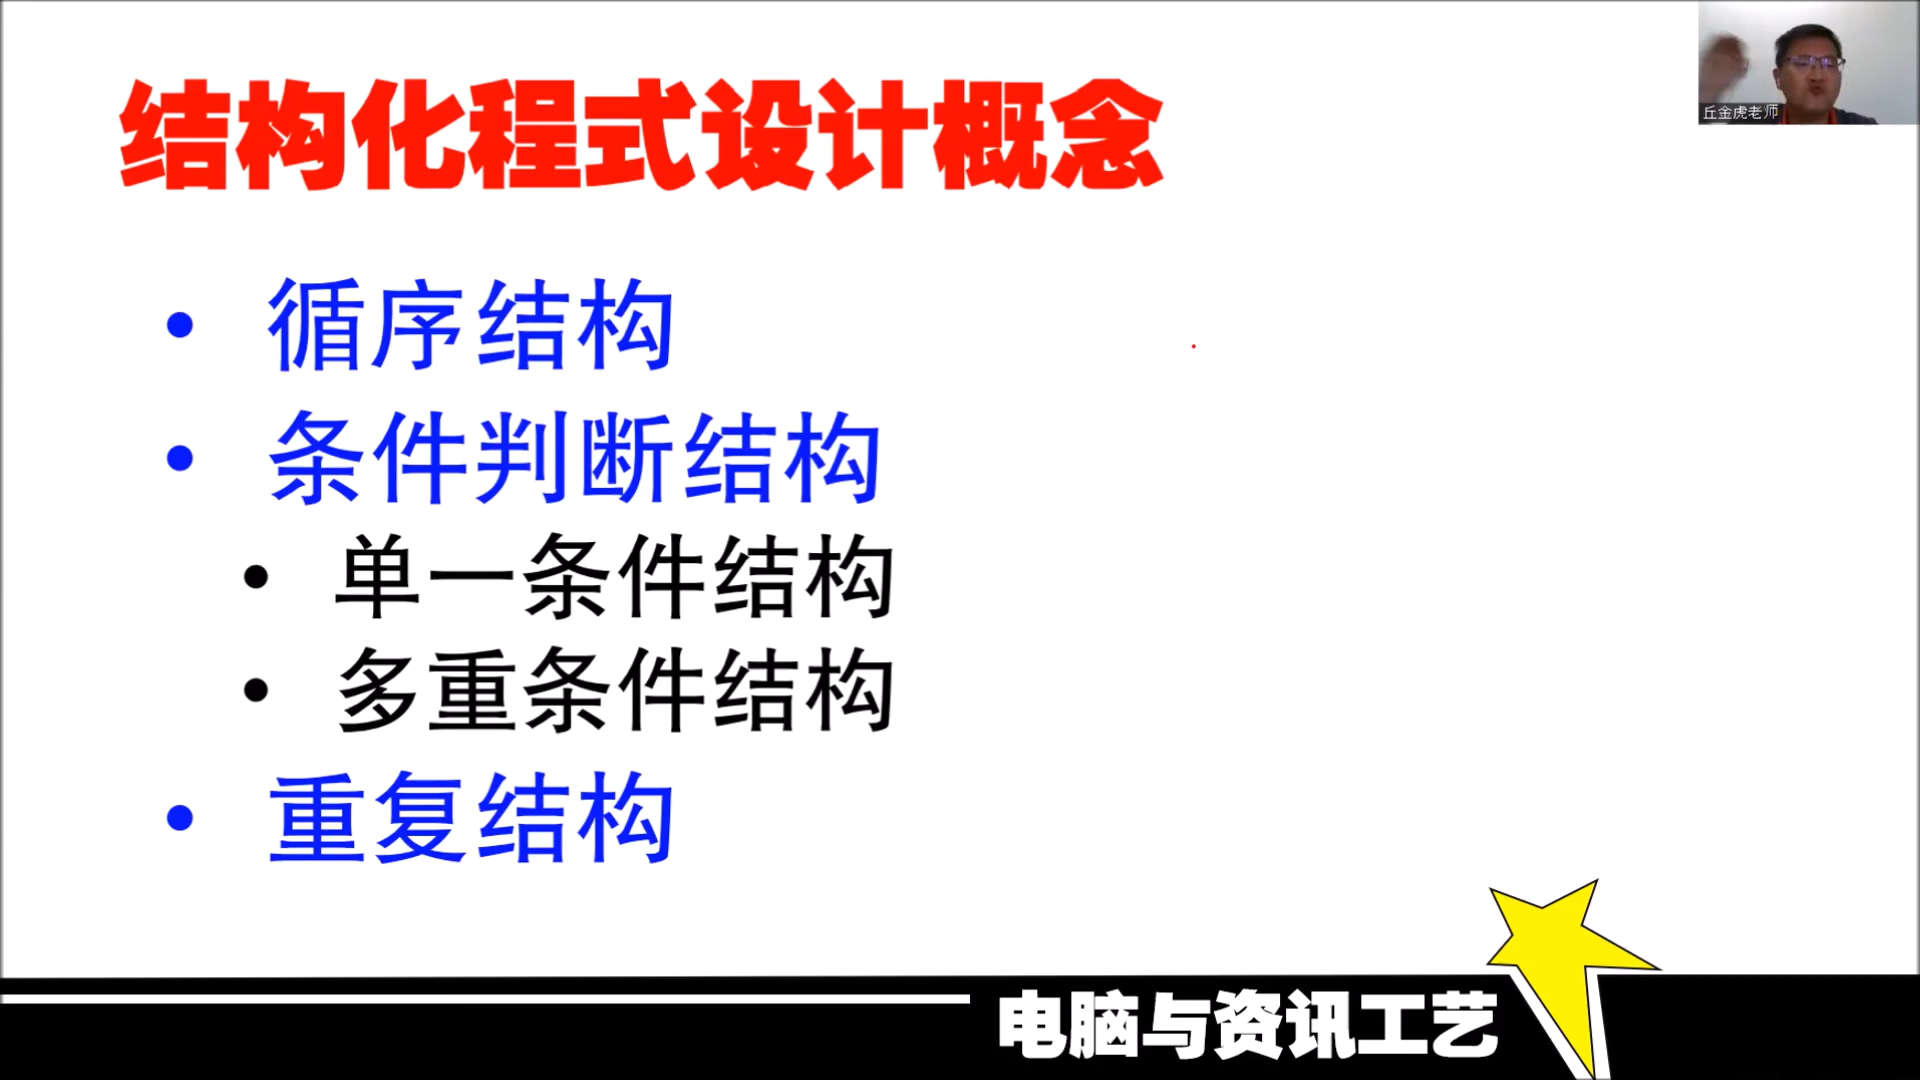 结构化程式设计概念
丘金虎老师
• 循序结构
• 条件判断结构
• 单一条件结构
• 多重条件结构
• 重复结构
电脑与资讯工艺